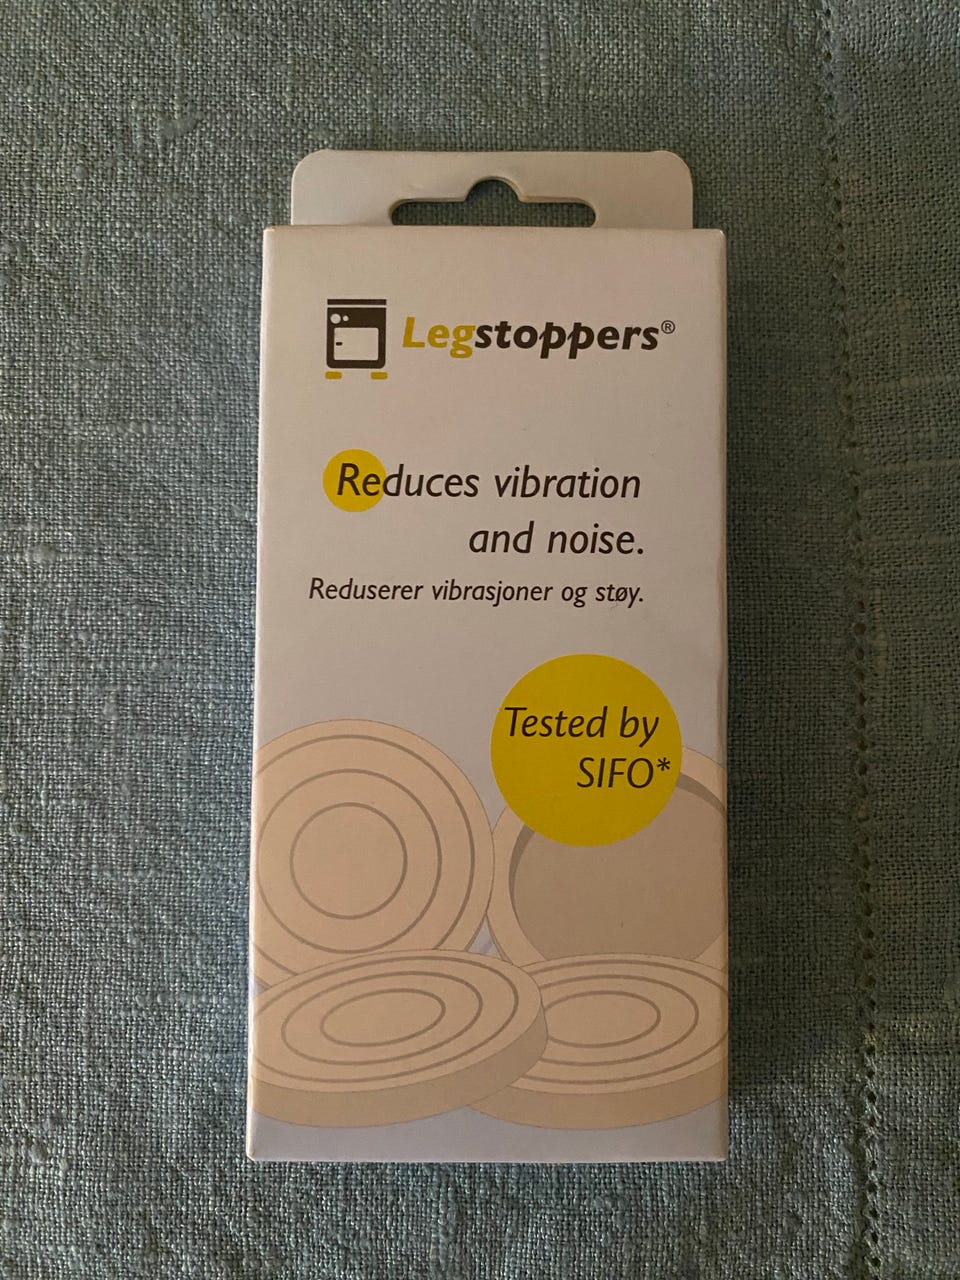 Legstoppers®
Reduces vibration
and noise.
Reduserer vibrasjoner og støy.
Tested by
SIFO*